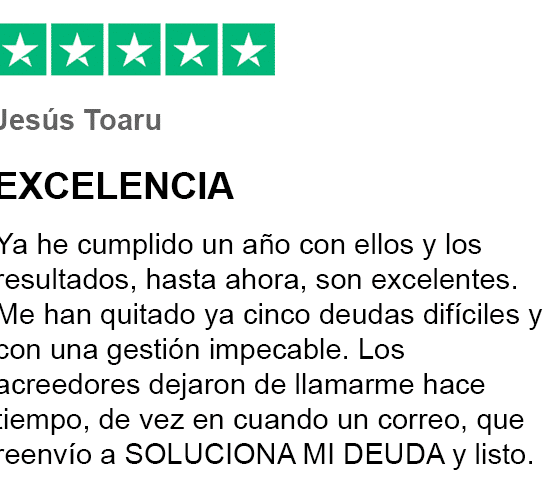 Jesús Toaru
EXCELENCIA
Ya he cumplido un año con ellos y los
resultados, hasta ahora, son excelentes.
Me han quitado ya cinco deudas difíciles y
con una gestión impecable. Los
acreedores dejaron de llamarme hace
tiempo, de vez en cuando un correo, que
reenvío a SOLUCIONA MI DEUDA y listo.